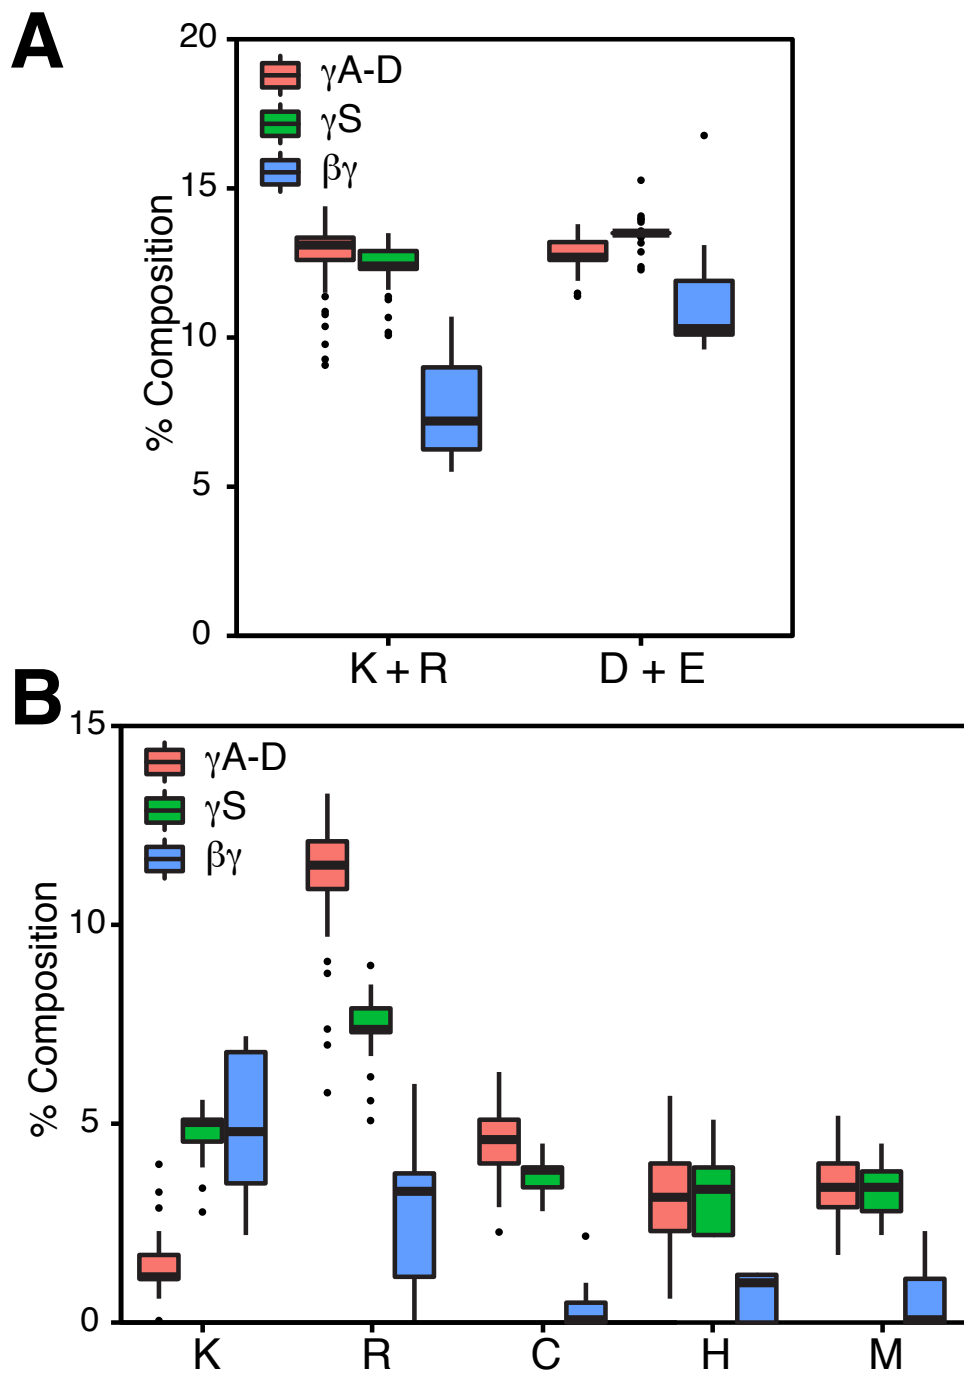 A
20
γA-D
γS
βγ
15
10
5
0
% Composition
K + R
D + E
B
15
γA-D
γS
βγ
10
5
0
% Composition
K
R
C
H
M